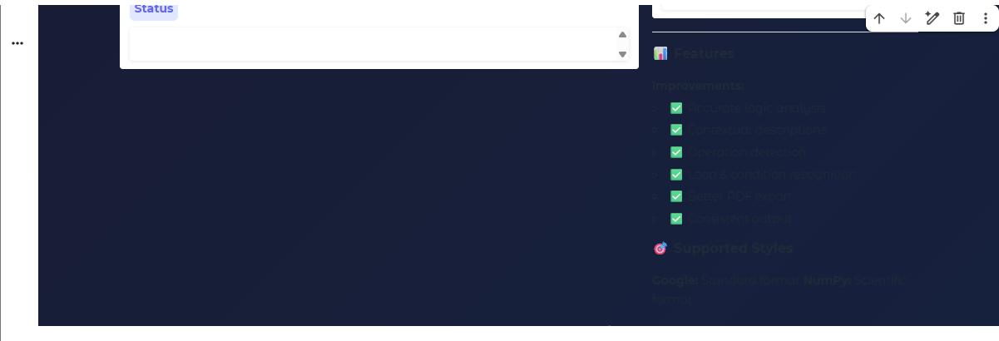 Status
📊 Features
Improvements:
✅ Accurate logic analysis
✅ Contextual descriptions
✅ Operation detection
✅ Loop & condition recognition
✅ Better PDF export
✅ Consistent output
🎯 Supported Styles
Google: Standard format NumPy: Scientific
format